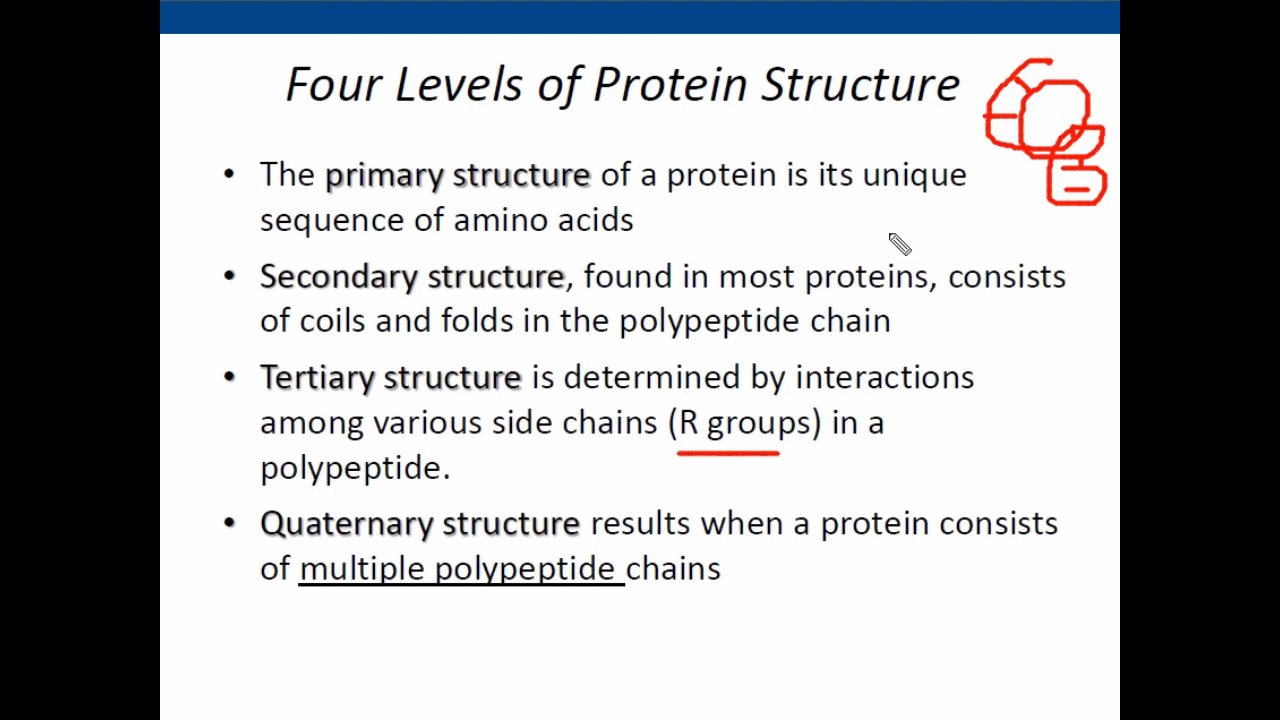 Four Levels of Protein Structure
• The primary structure of a protein is its unique
sequence of amino acids
• Secondary structure, found in most proteins, consists
of coils and folds in the polypeptide chain
• Tertiary structure is determined by interactions
among various side chains (R groups) in a
polypeptide.
• Quaternary structure results when a protein consists
of multiple polypeptide chains